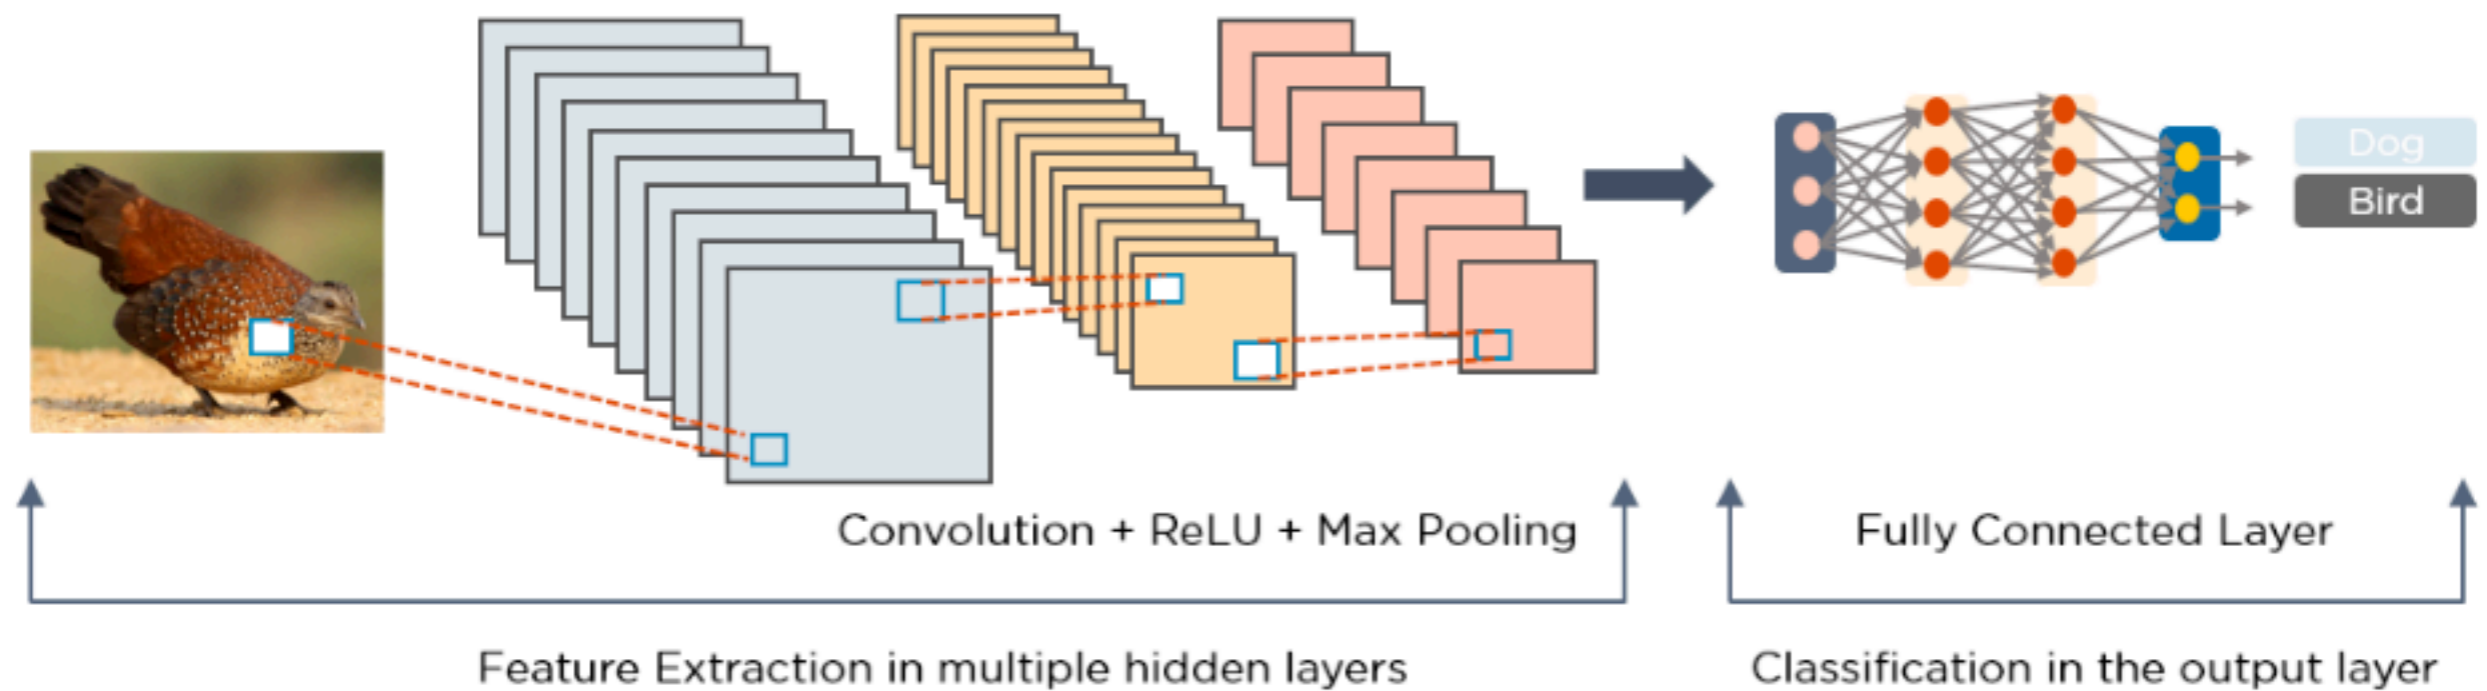 Dog
Bird
Convolution + ReLU + Max Pooling
Fully Connected Layer
Feature Extraction in multiple hidden layers
Classification in the output layer